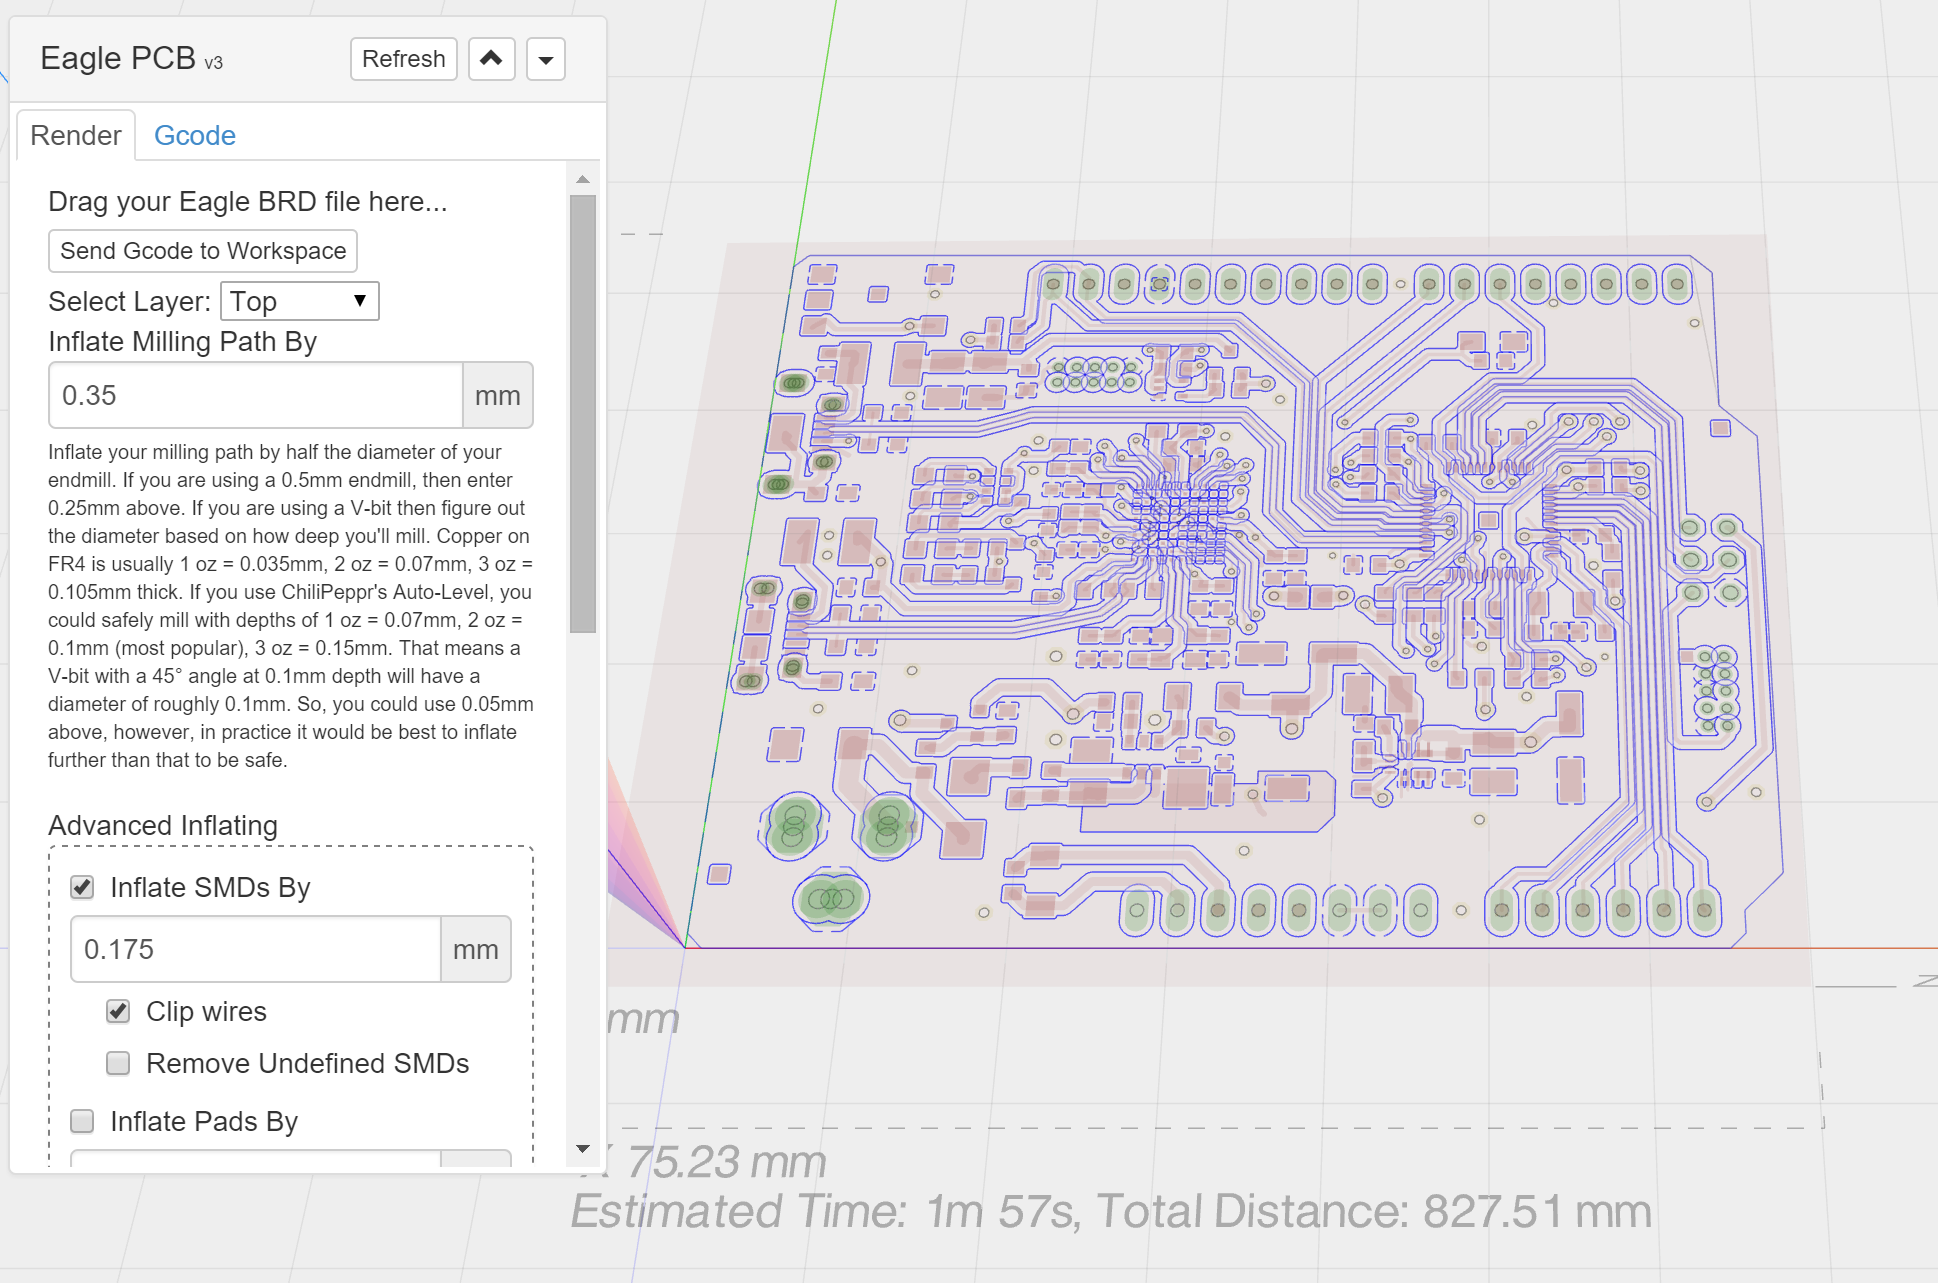 Eagle PCB v3
Refresh
Render
Gcode
Drag your Eagle BRD file here...
Send Gcode to Workspace
Select Layer: Top
Inflate Milling Path By
0.35 mm
Inflate your milling path by half the diameter of your
endmill. If you are using a 0.5mm endmill, then enter
0.25mm above. If you are using a V-bit then figure out
the diameter based on how deep you'll mill. Copper on
FR4 is usually 1 oz = 0.035mm, 2 oz = 0.07mm, 3 oz =
0.105mm thick. If you use ChiliPeppr's Auto-Level, you
could safely mill with depths of 1 oz = 0.07mm, 2 oz =
0.1mm (most popular), 3 oz = 0.15mm. That means a
V-bit with a 45° angle at 0.1mm depth will have a
diameter of roughly 0.1mm. So, you could use 0.05mm
above, however, in practice it would be best to inflate
further than that to be safe.
Advanced Inflating
Inflate SMDs By
0.175 mm
Clip wires
Remove Undefined SMDs
Inflate Pads By
mm
X 75.23 mm
Estimated Time: 1m 57s, Total Distance: 827.51 mm